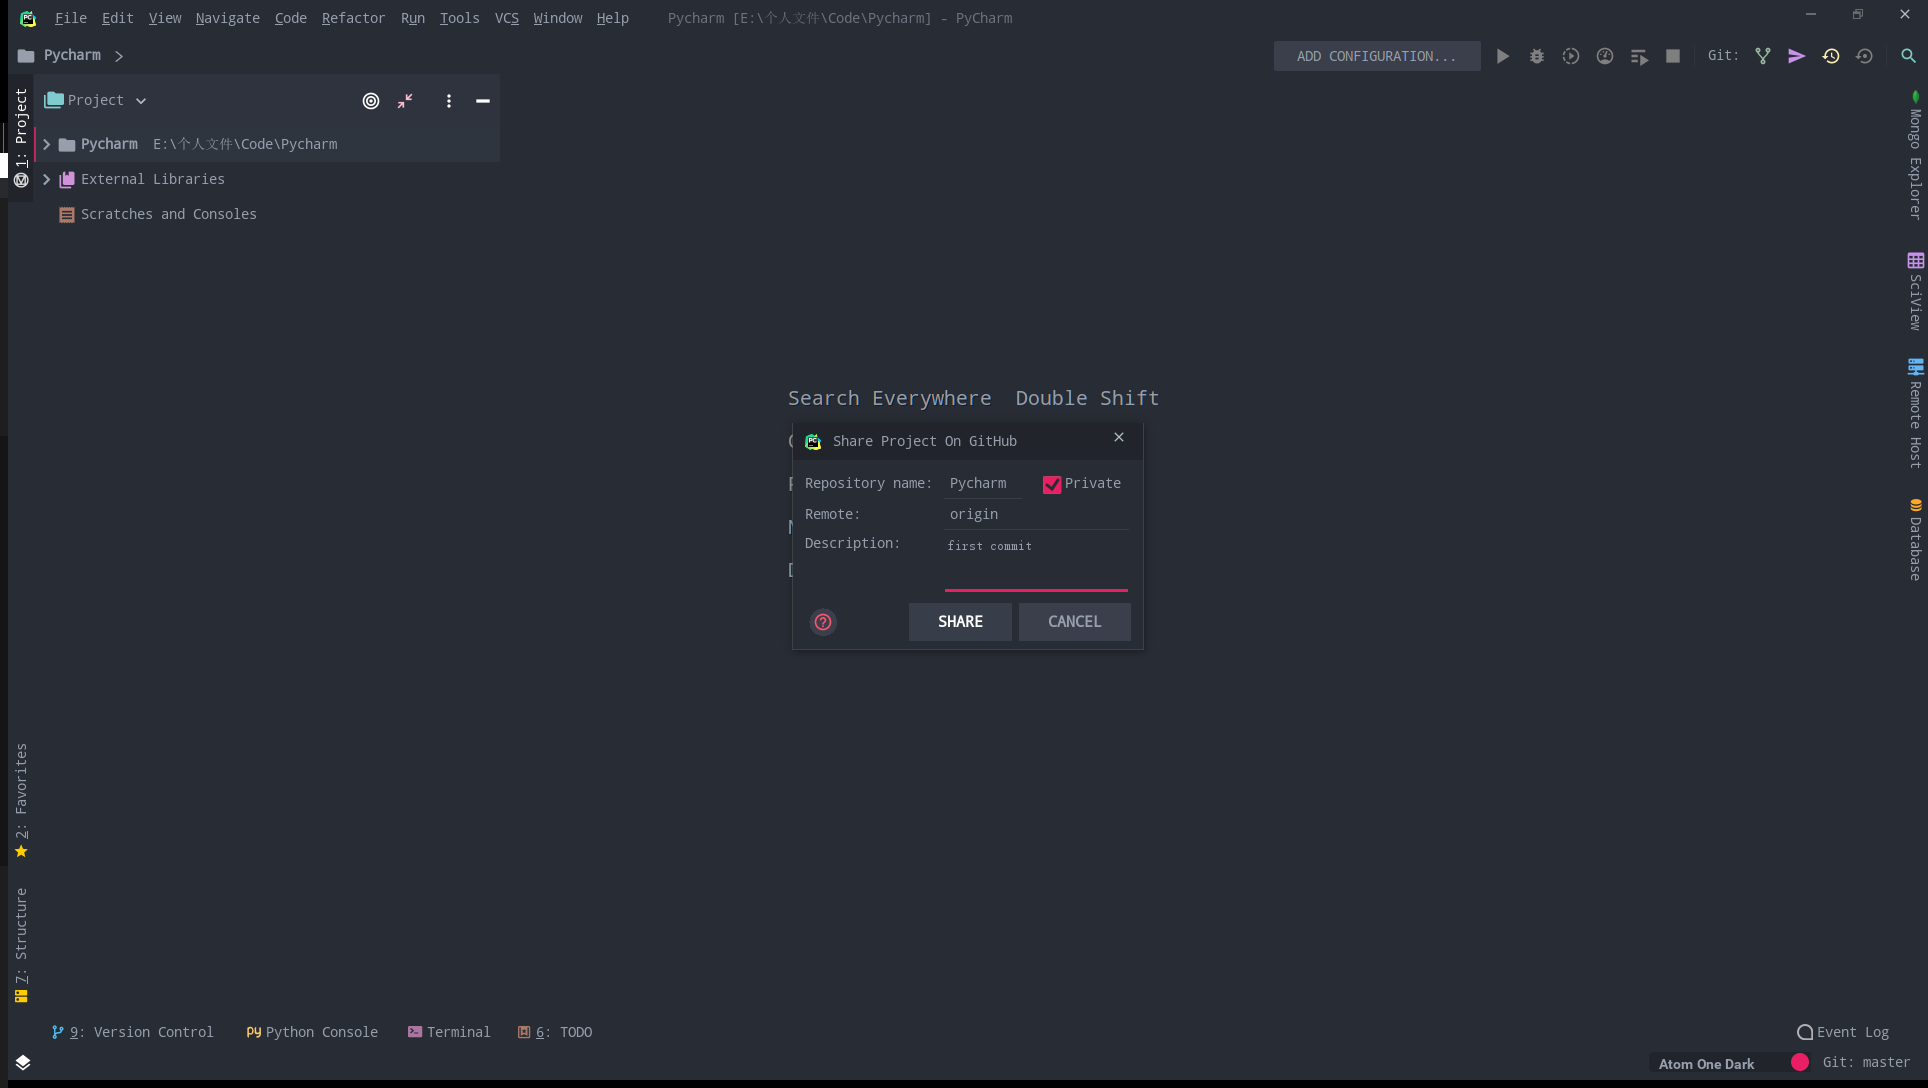 File Edit View Navigate Code Refactor Run Tools VCS Window Help Pycharm [E:\个人文件\Code\Pycharm] - PyCharm
Pycharm
ADD CONFIGURATION... Git:
Project
Pycharm E:\个人文件\Code\Pycharm
External Libraries
Scratches and Consoles
1: Project
2: Favorites
7: Structure
Search Everywhere Double Shift
Share Project On GitHub
Repository name: Pycharm Private
Remote: origin
Description: first commit
SHARE CANCEL
Mongo Explorer
SciView
Remote Host
Database
9: Version Control Python Console Terminal 6: TODO Event Log
Atom One Dark Git: master